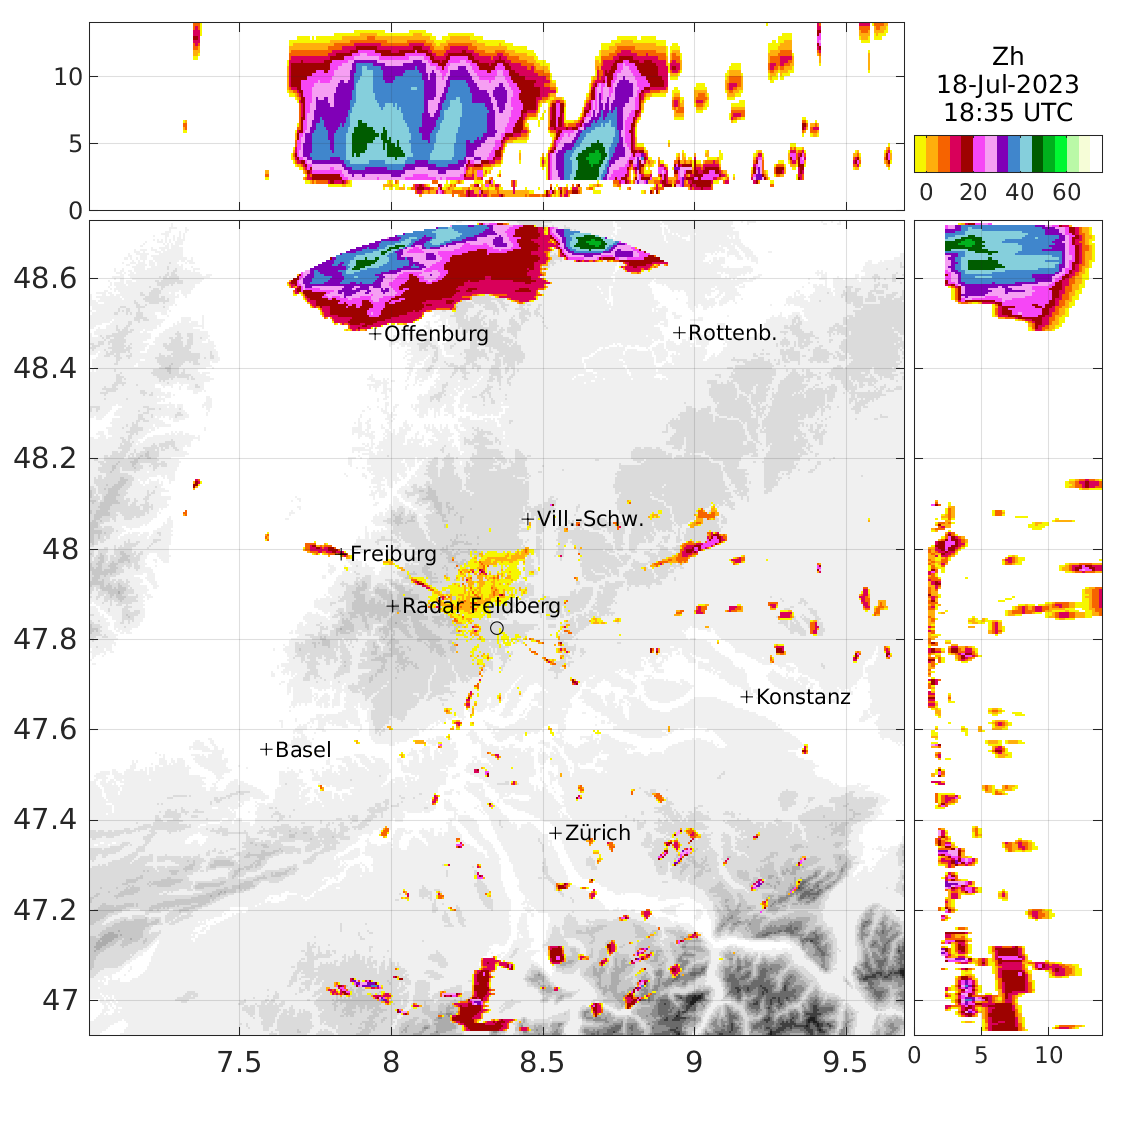 10
5
0
Zh
18-Jul-2023
18:35 UTC
0 20 40 60
48.6
48.4
48.2
48
47.8
47.6
47.4
47.2
47
+Offenburg
+Rottenb.
+Vill.-Schw.
+Freiburg
+Radar Feldberg
+Konstanz
+Basel
+Zürich
7.5 8 8.5 9 9.5
0 5 10